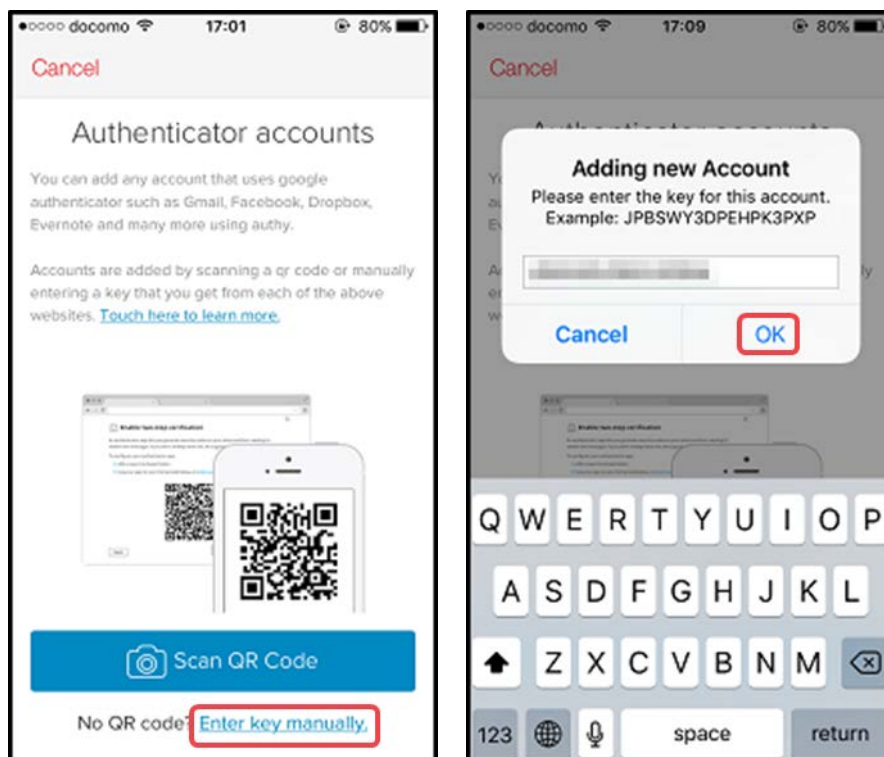 docomo 17:01 80%
Cancel
Authenticator accounts
You can add any account that uses google
authenticator such as Gmail, Facebook, Dropbox,
Evernote and many more using authy.
Accounts are added by scanning a qr code or manually
entering a key that you get from each of the above
websites. Touch here to learn more.
Enable two-step verification
Scan QR Code
No QR code? Enter key manually.
docomo 17:09 80%
Cancel
Adding new Account
Please enter the key for this account.
Example: JPBSWY3DPEHPK3PXP
Cancel OK
Q W E R T Y U I O P
A S D F G H J K L
Z X C V B N M
123 space return